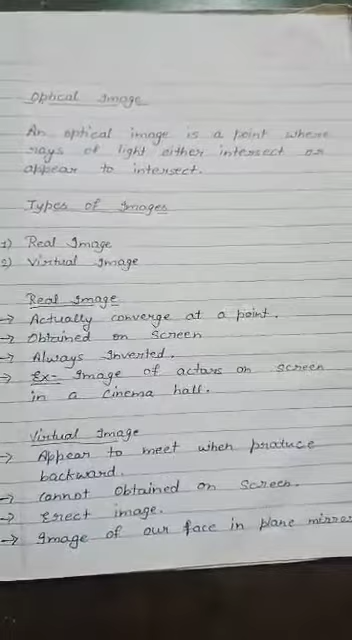 Optical Image
An optical image is a point where
rays of light either intersect or
appear to intersect.
Types of Images
1) Real Image
2) Virtual Image
Real Image
→ Actually converge at a point.
→ Obtained on Screen
→ Always Inverted.
→ Ex- Image of actors on screen
in a cinema hall.
Virtual Image
→ Appear to meet when produce
backward.
→ Cannot Obtained on Screen.
→ Erect image.
→ Image of our face in plane mirror